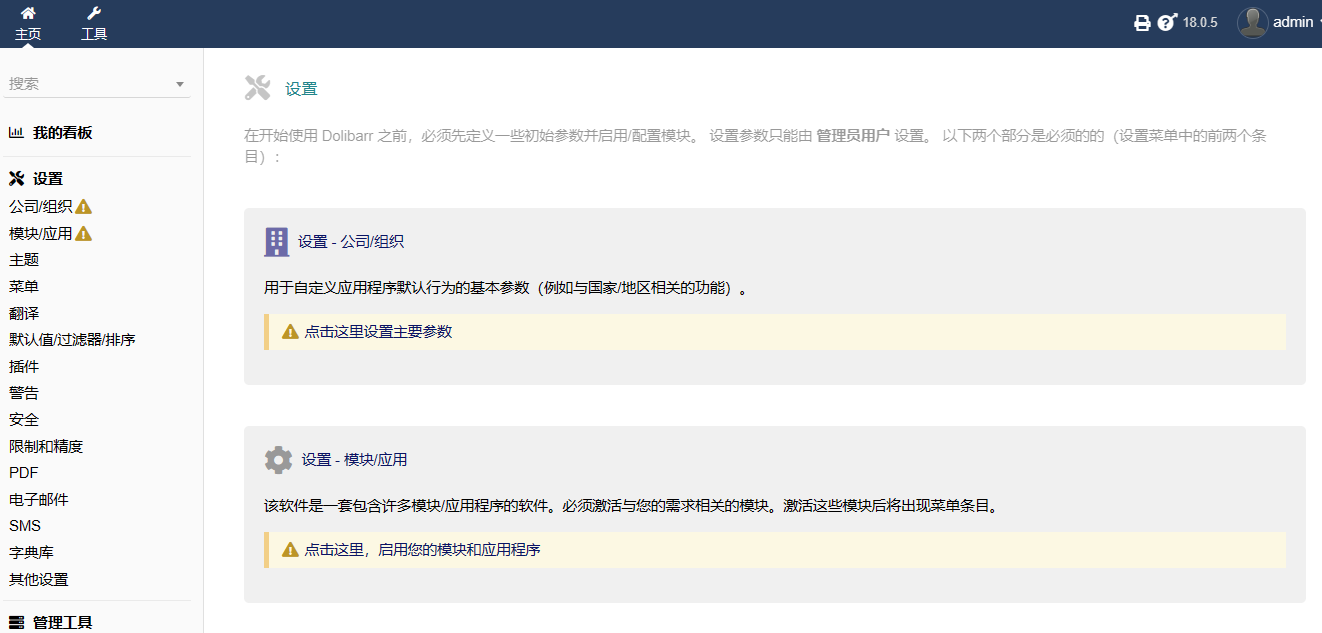 主页
工具
18.0.5
admin
搜索
我的看板
设置
公司/组织
模块/应用
主题
菜单
翻译
默认值/过滤器/排序
插件
警告
安全
限制和精度
PDF
电子邮件
SMS
字典库
其他设置
管理工具
设置
在开始使用 Dolibarr 之前，必须先定义一些初始参数并启用/配置模块。 设置参数只能由 管理员用户 设置。 以下两个部分是必须的的（设置菜单中的前两个条
目）：
设置 - 公司/组织
用于自定义应用程序默认行为的基本参数（例如与国家/地区相关的功能）。
点击这里设置主要参数
设置 - 模块/应用
该软件是一套包含许多模块/应用程序的软件。必须激活与您的需求相关的模块。激活这些模块后将出现菜单条目。
点击这里，启用您的模块和应用程序